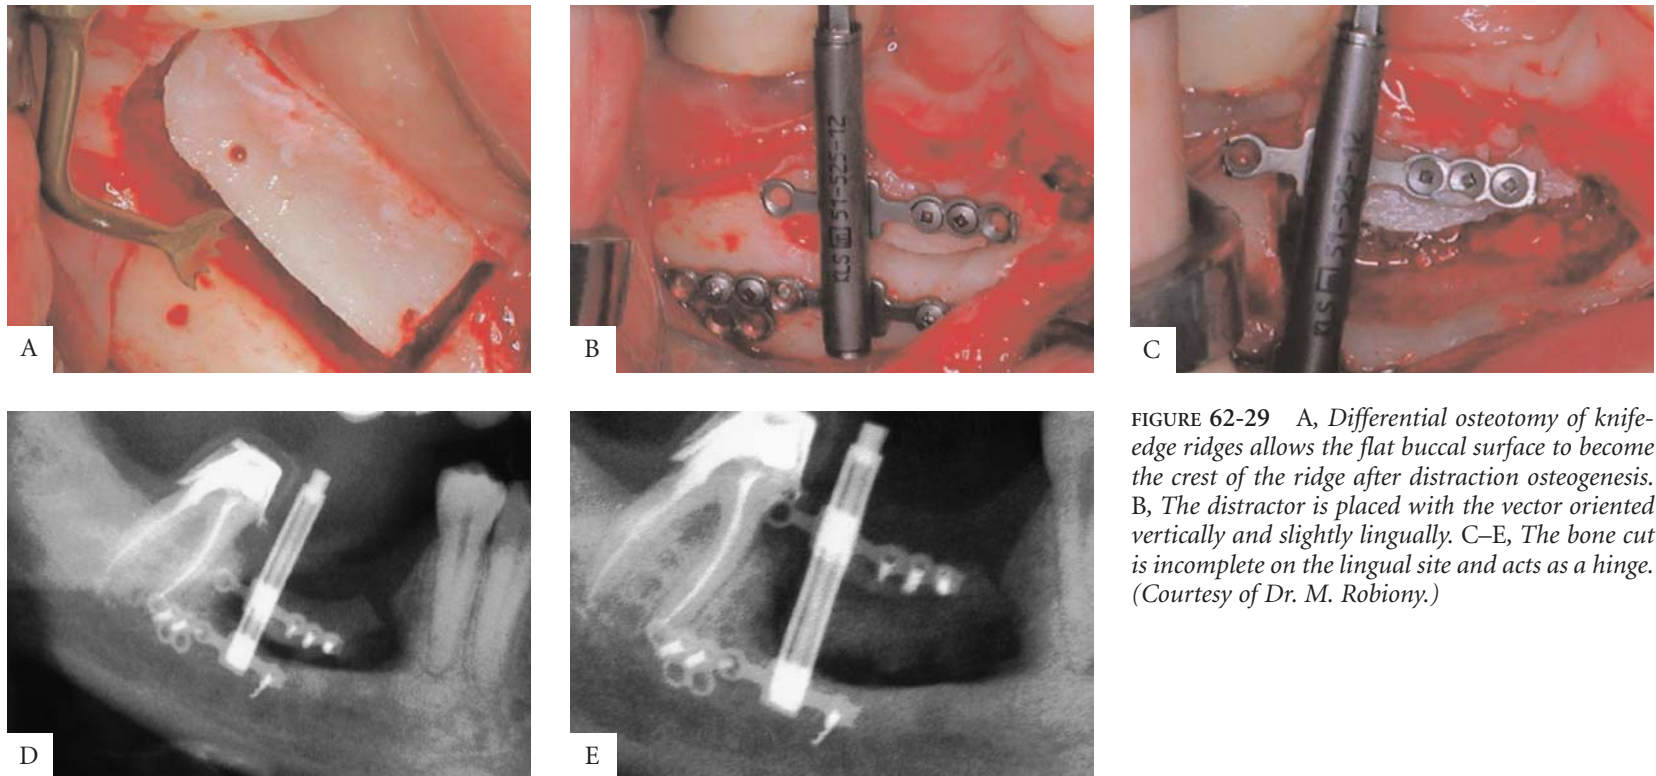 A
B
KLS 51-525-12
C
D
E
FIGURE 62-29 A, Differential osteotomy of knife-
edge ridges allows the flat buccal surface to become
the crest of the ridge after distraction osteogenesis.
B, The distractor is placed with the vector oriented
vertically and slightly lingually. C–E, The bone cut
is incomplete on the lingual site and acts as a hinge.
(Courtesy of Dr. M. Robiony.)